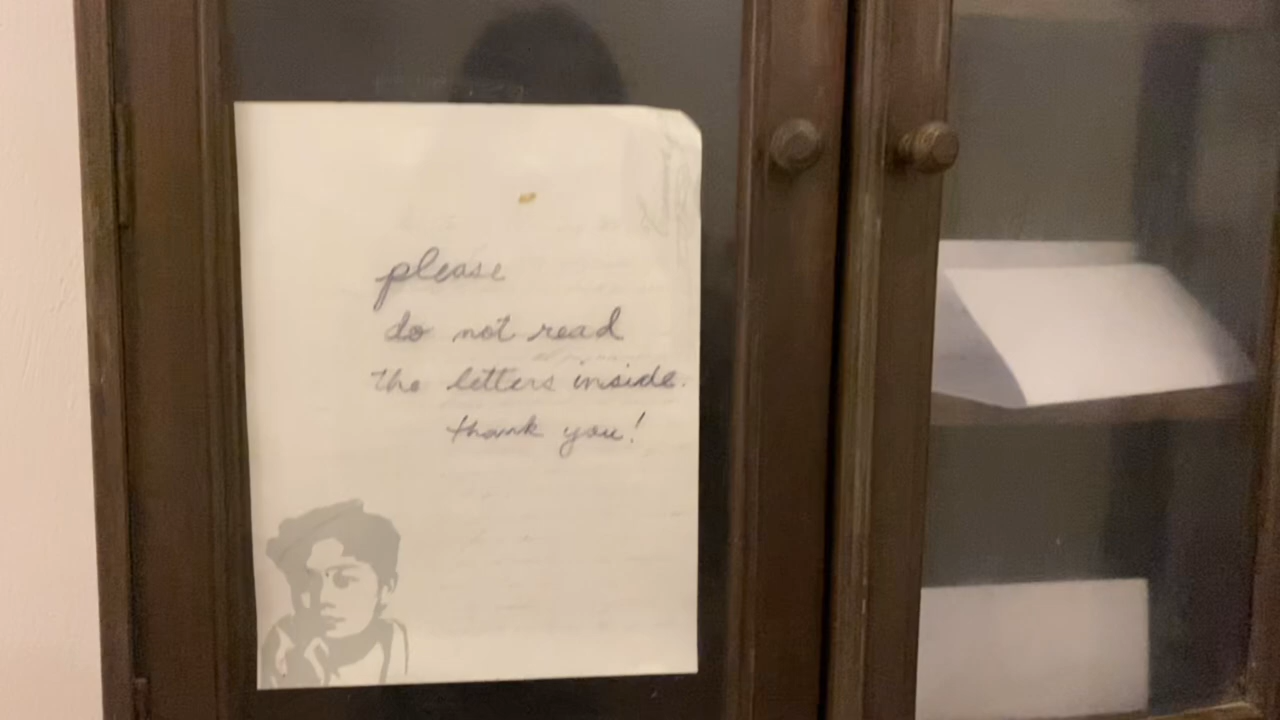 please
do not read
the letters inside.
thank you!